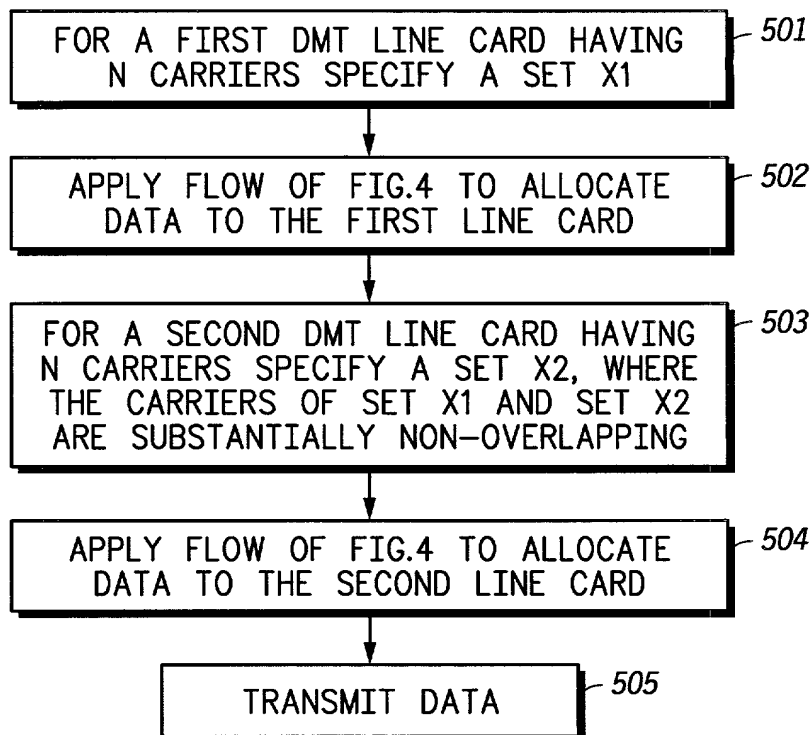 FOR A FIRST DMT LINE CARD HAVING
N CARRIERS SPECIFY A SET X1
501
APPLY FLOW OF FIG.4 TO ALLOCATE
DATA TO THE FIRST LINE CARD
502
FOR A SECOND DMT LINE CARD HAVING
N CARRIERS SPECIFY A SET X2, WHERE
THE CARRIERS OF SET X1 AND SET X2
ARE SUBSTANTIALLY NON-OVERLAPPING
503
APPLY FLOW OF FIG.4 TO ALLOCATE
DATA TO THE SECOND LINE CARD
504
TRANSMIT DATA
505